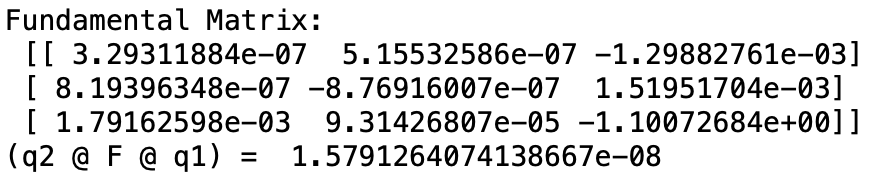 Fundamental Matrix:
[[ 3.29311884e-07 5.15532586e-07 -1.29882761e-03]
[ 8.19396348e-07 -8.76916007e-07 1.51951704e-03]
[ 1.79162598e-03 9.31426807e-05 -1.10072684e+00]]
(q2 @ F @ q1) = 1.5791264074138667e-08